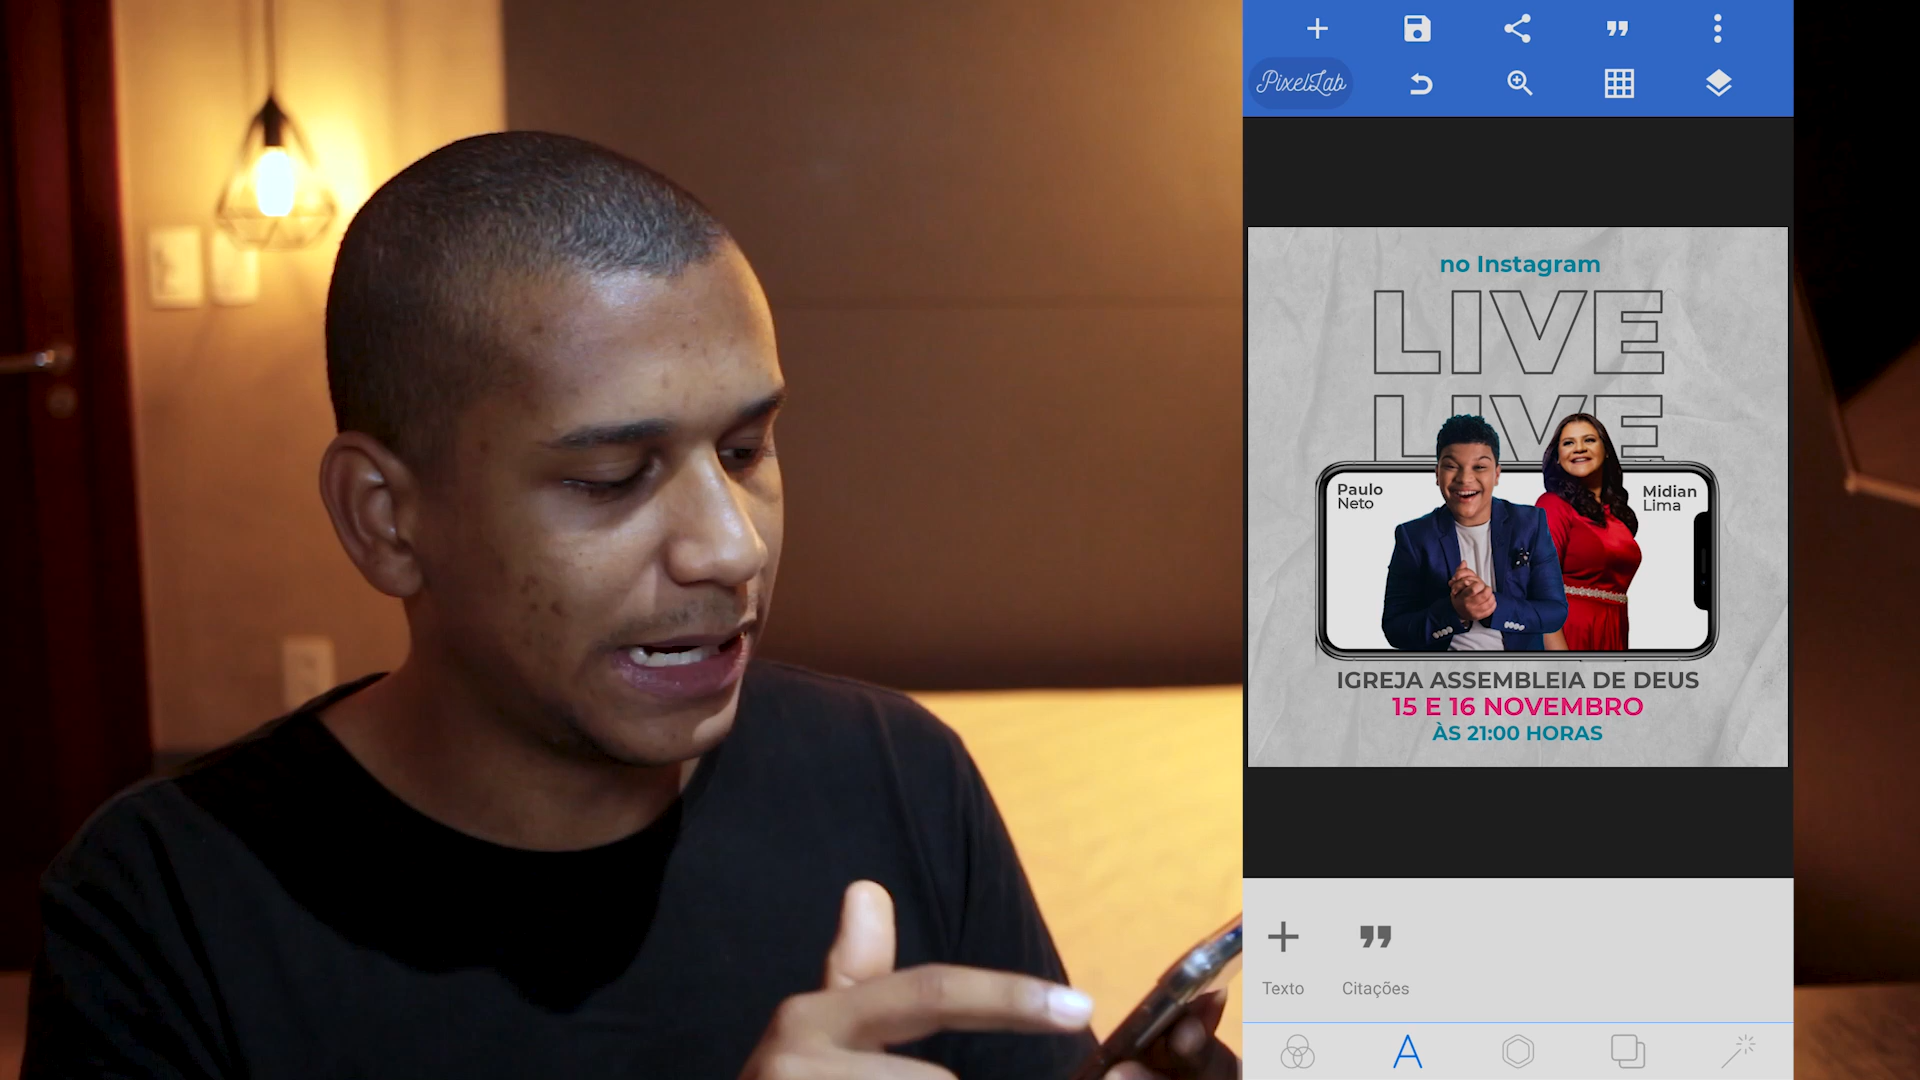 PixelLab
no Instagram
LIVE
LIVE
Paulo
Neto
Midian
Lima
IGREJA ASSEMBLEIA DE DEUS
15 E 16 NOVEMBRO
ÀS 21:00 HORAS
Texto
Citações